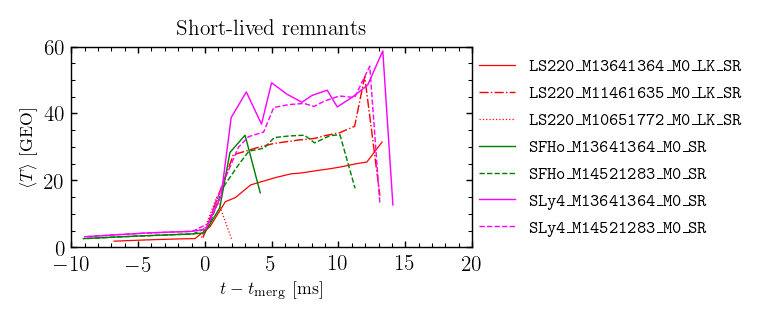 Short-lived remnants
60
40
20
0
⟨T⟩ [GEO]
−10
−5
0
5
10
15
20
t − t_merg [ms]
LS220_M13641364_M0_LK_SR
LS220_M11461635_M0_LK_SR
LS220_M10651772_M0_LK_SR
SFHo_M13641364_M0_SR
SFHo_M14521283_M0_SR
SLy4_M13641364_M0_SR
SLy4_M14521283_M0_SR